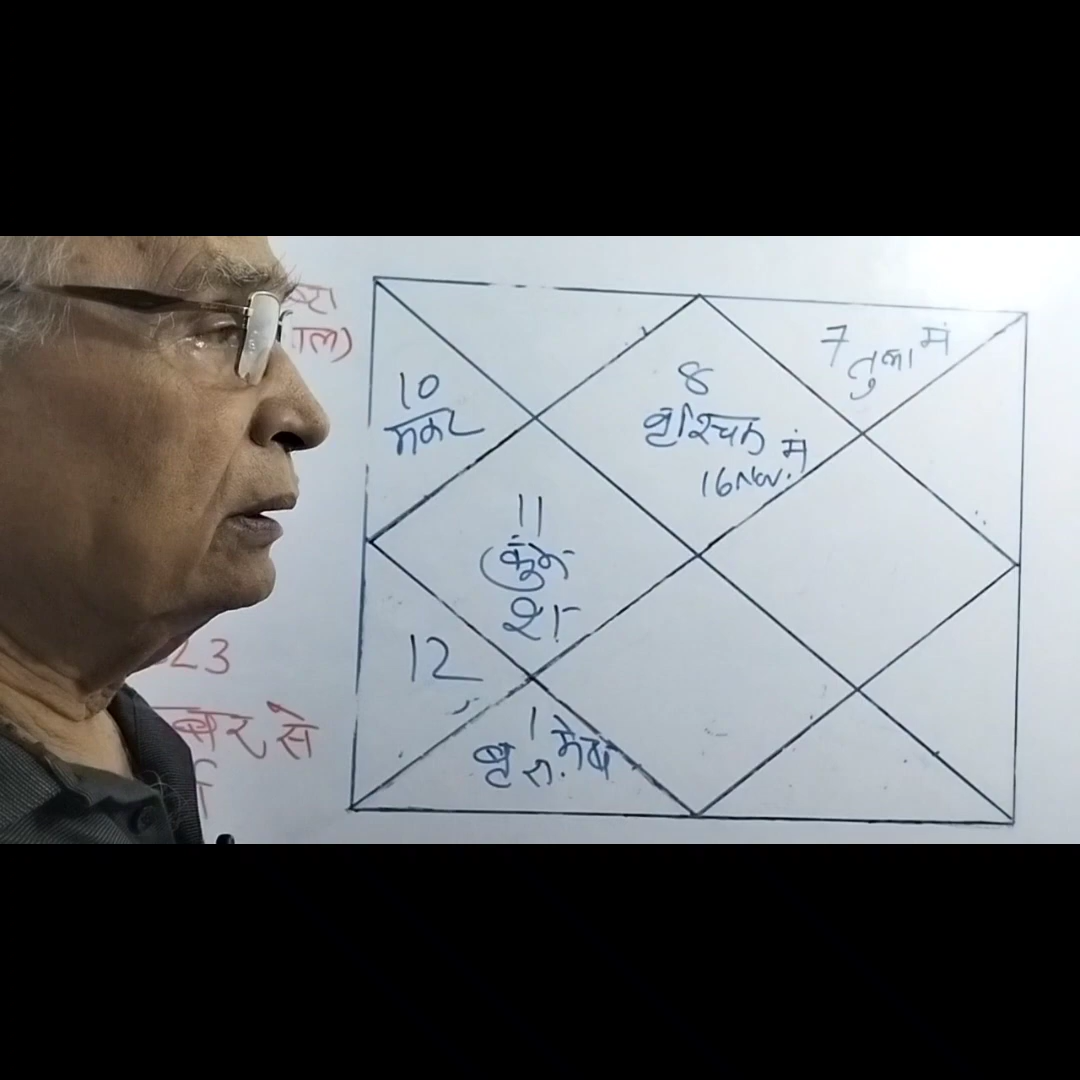 7 तुला में
8
वृश्चिक में
16 Nov.
10
मकर
11
कुंभ
श
12
1
बृ रा. मेष
23
से